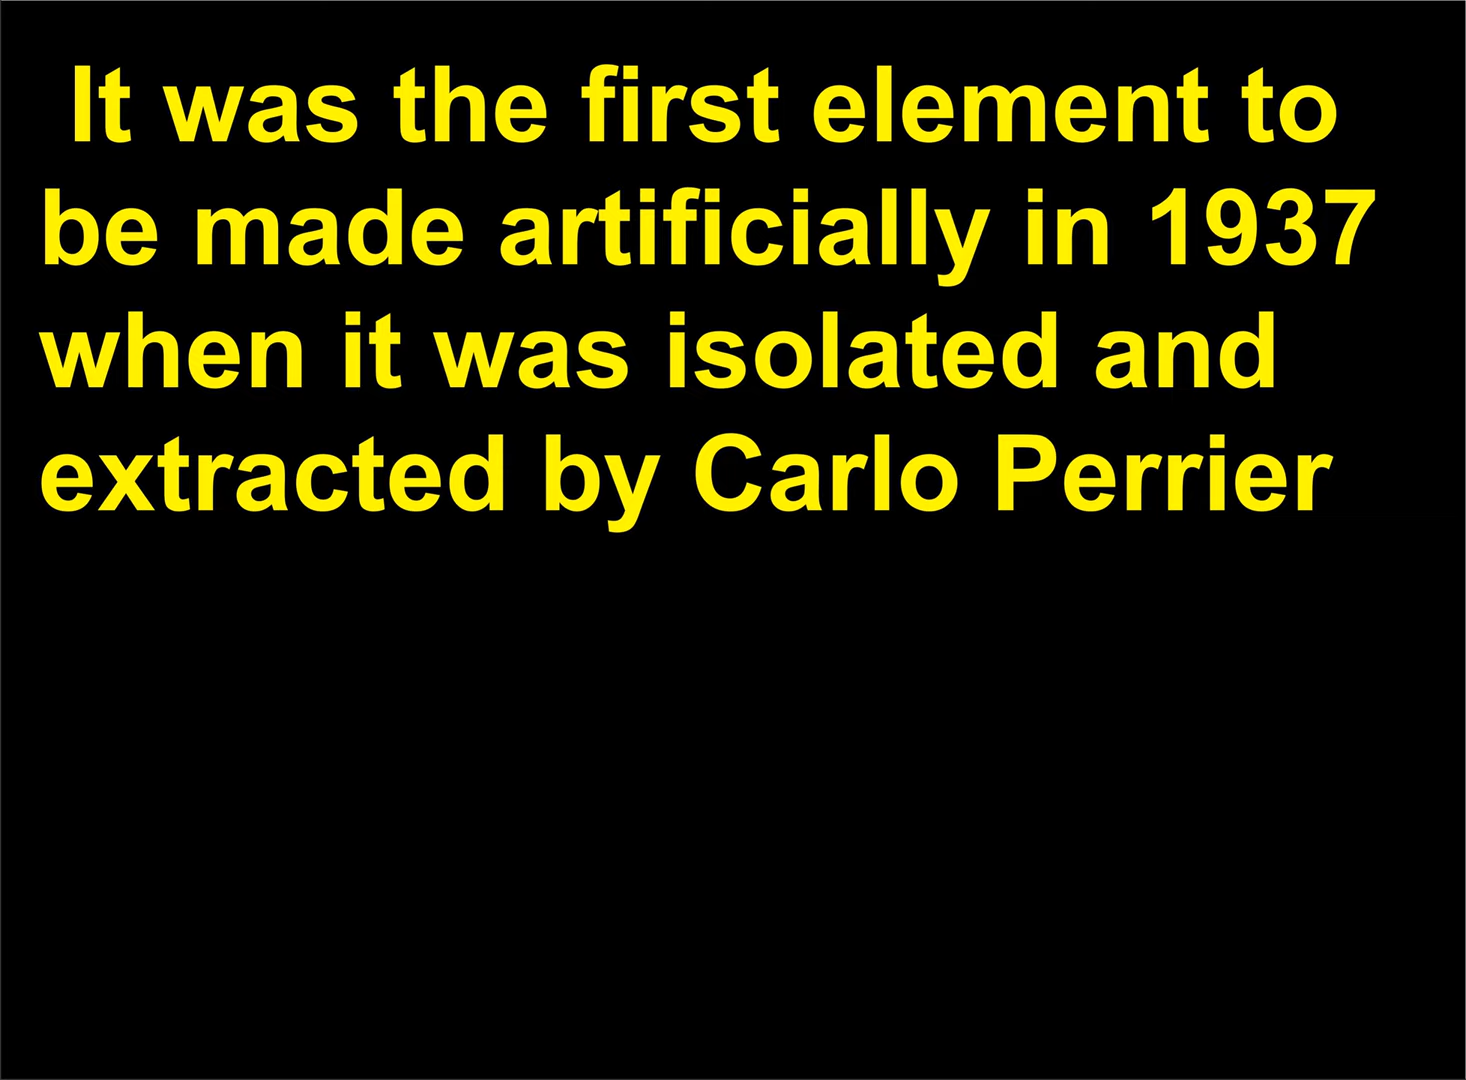 It was the first element to
be made artificially in 1937
when it was isolated and
extracted by Carlo Perrier